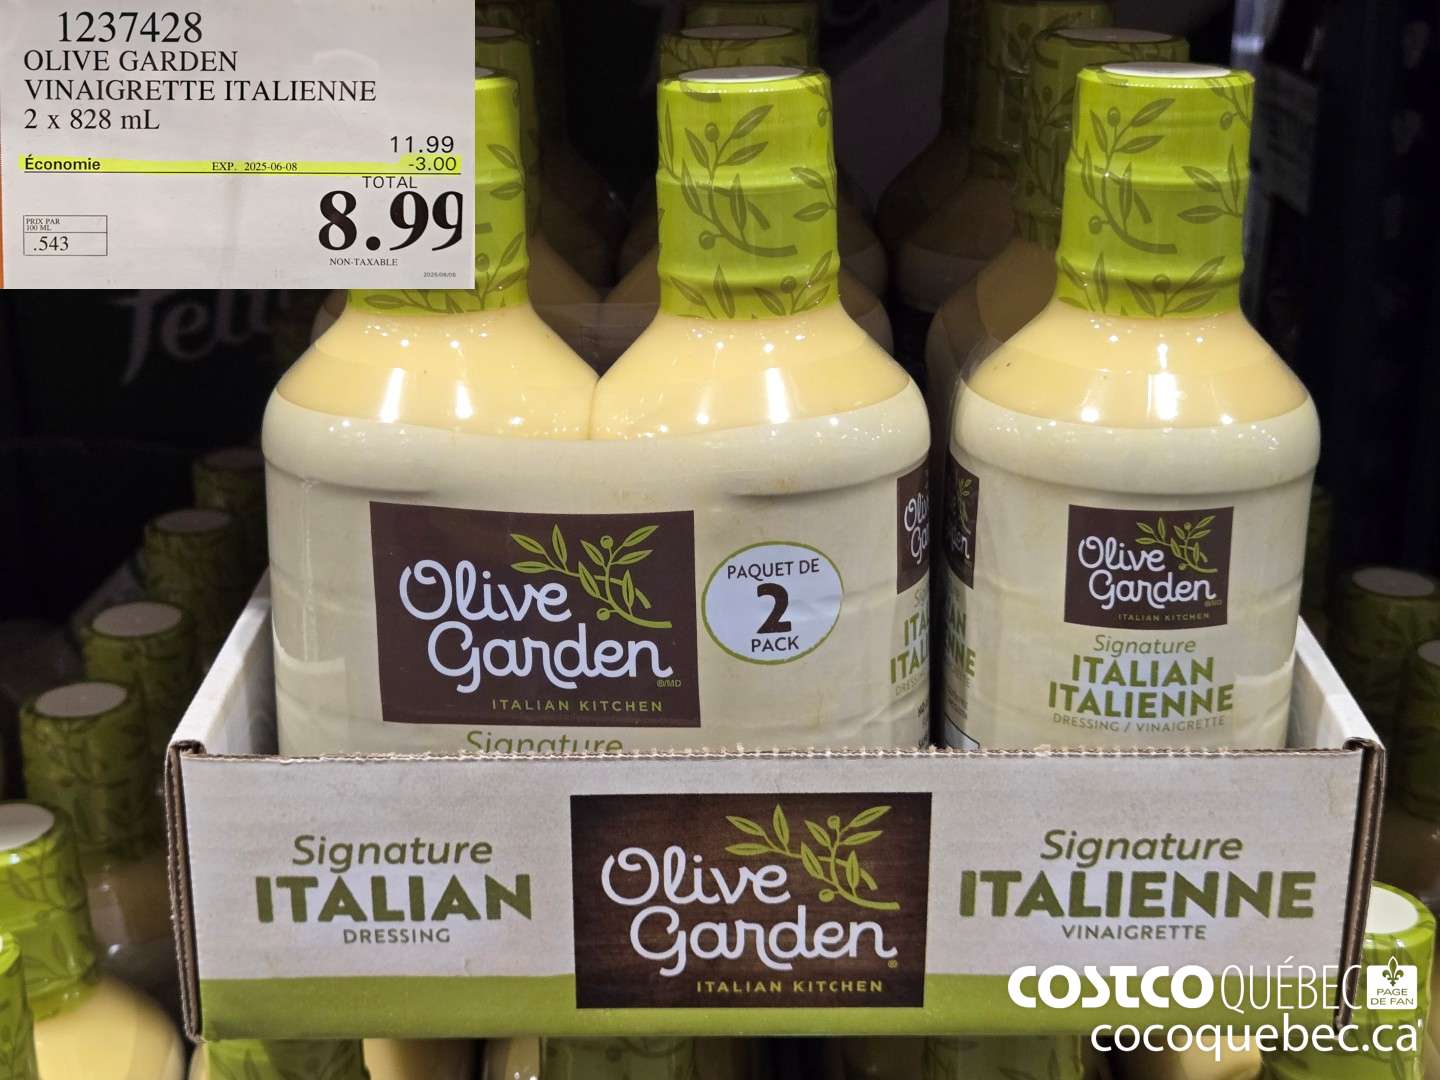 1237428
OLIVE GARDEN
VINAIGRETTE ITALIENNE
2 x 828 mL
11.99
Économie EXP. 2025-06-08 -3.00
TOTAL
8.99
PRIX PAR
100 ML
.543
NON-TAXABLE
Olive
Garden ®/MD
ITALIAN KITCHEN
Signature
PAQUET DE
2
PACK
Olive
Garden
ITALIAN KITCHEN
Signature
ITALIAN
ITALIENNE
DRESSING / VINAIGRETTE
Signature
ITALIAN
DRESSING
Olive
Garden®
ITALIAN KITCHEN
Signature
ITALIENNE
VINAIGRETTE
COSTCO QUÉBEC PAGE
DE FAN
cocoquebec.ca